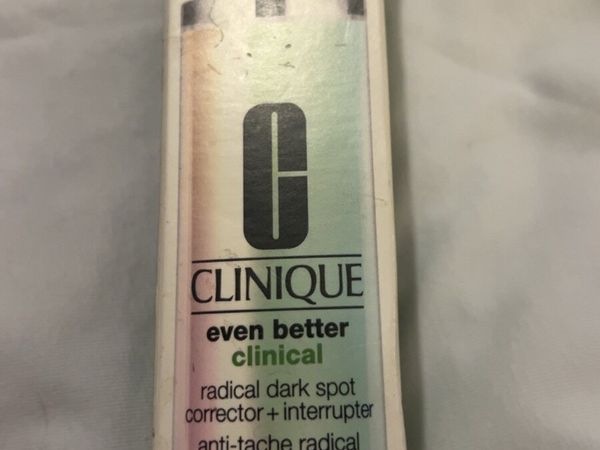 C
CLINIQUE
even better
clinical
radical dark spot
corrector + interrupter
anti-tache radical